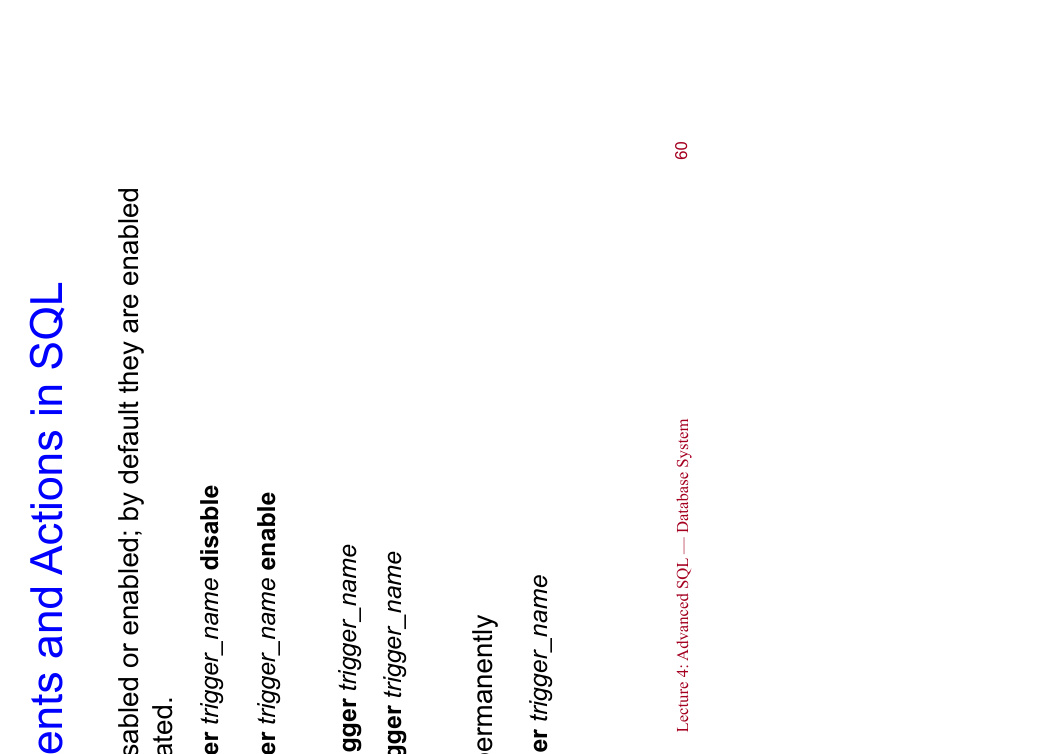 ents and Actions in SQL
sabled or enabled; by default they are enabled
ated.
er trigger_name disable
er trigger_name enable
gger trigger_name
gger trigger_name
ermanently
er trigger_name
Lecture 4: Advanced SQL — Database System
60